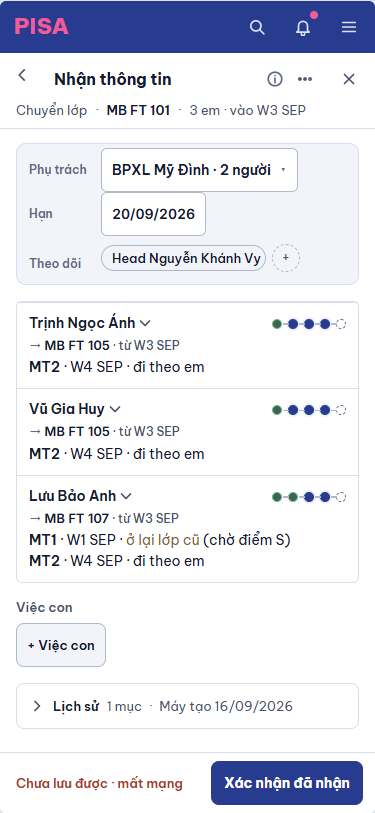 PISA
Nhận thông tin
Chuyển lớp · MB FT 101 · 3 em · vào W3 SEP
Phụ trách BPXL Mỹ Đình · 2 người
Hạn 20/09/2026
Theo dõi Head Nguyễn Khánh Vy +
Trịnh Ngọc Ánh
→ MB FT 105 · từ W3 SEP
MT2 · W4 SEP · đi theo em
Vũ Gia Huy
→ MB FT 105 · từ W3 SEP
MT2 · W4 SEP · đi theo em
Lưu Bảo Anh
→ MB FT 107 · từ W3 SEP
MT1 · W1 SEP · ở lại lớp cũ (chờ điểm S)
MT2 · W4 SEP · đi theo em
Việc con
+ Việc con
Lịch sử 1 mục · Máy tạo 16/09/2026
Chưa lưu được · mất mạng Xác nhận đã nhận